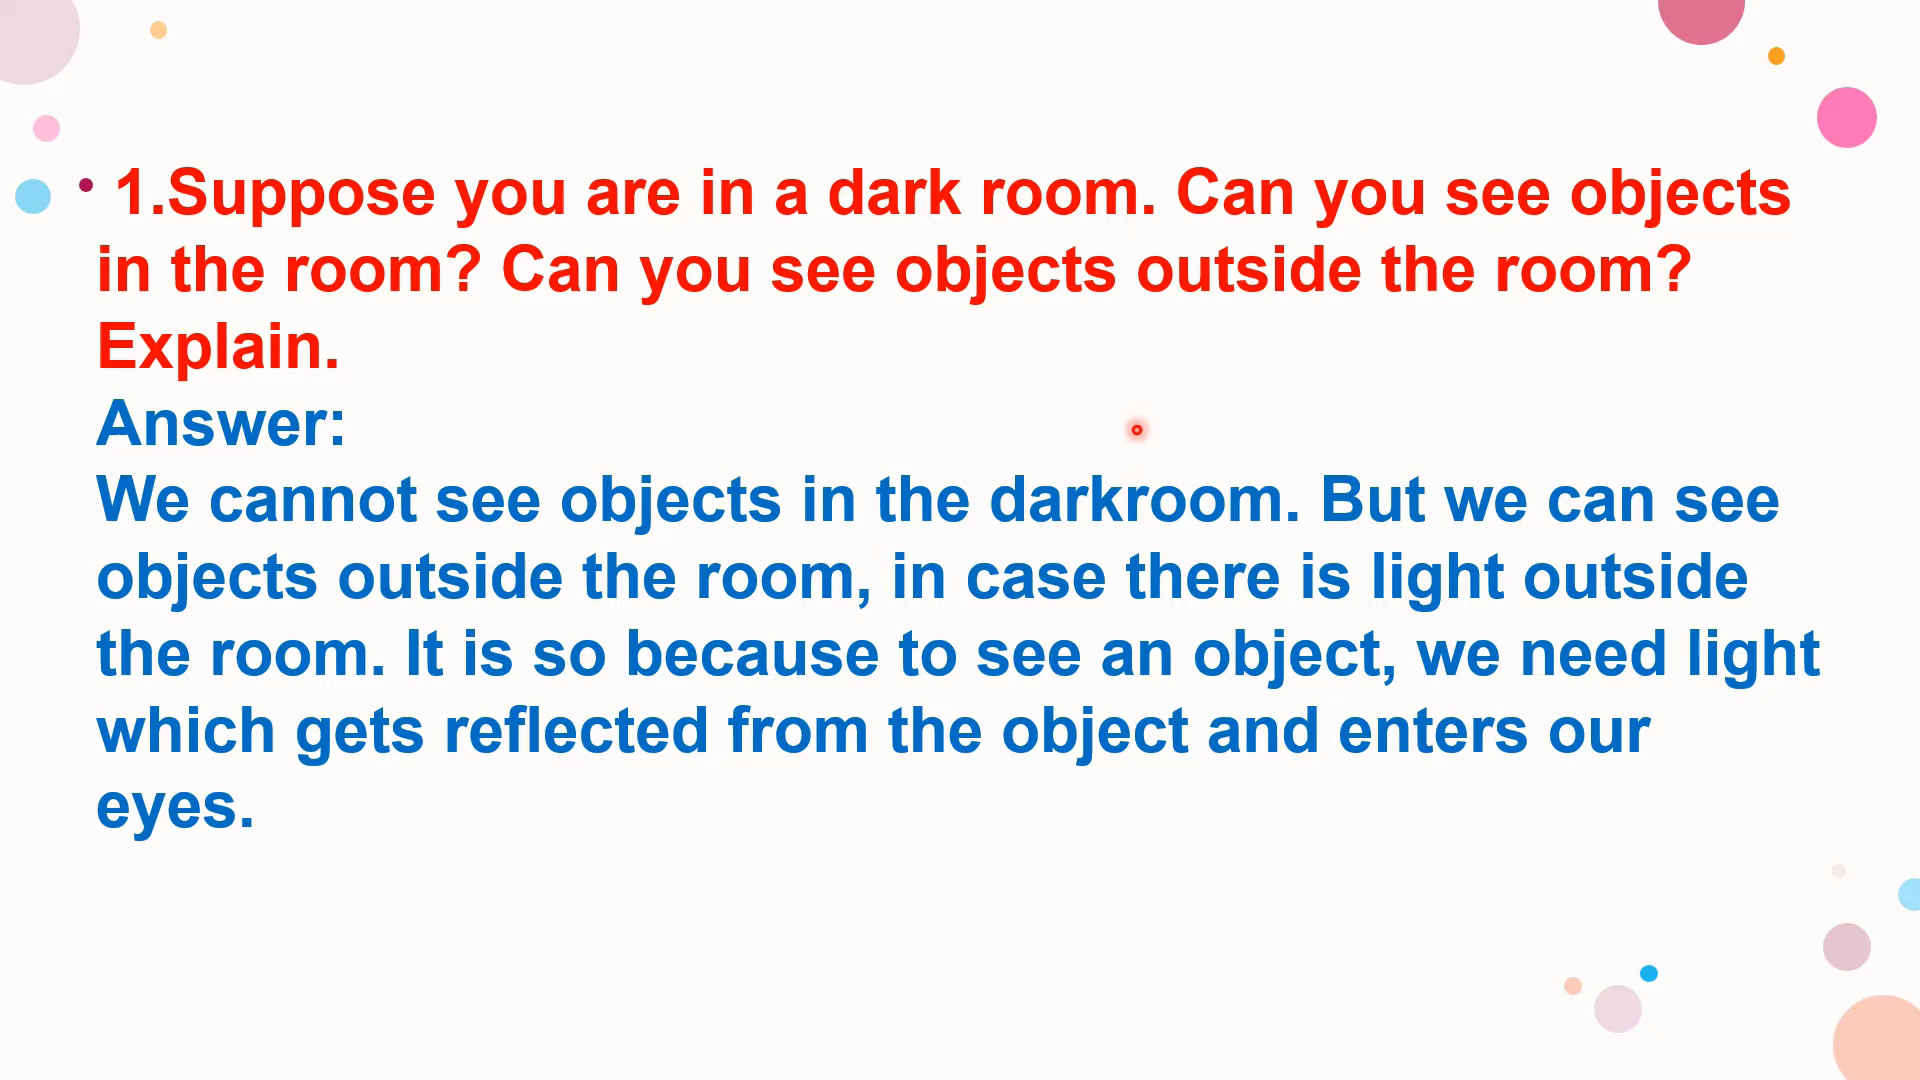 • 1.Suppose you are in a dark room. Can you see objects
in the room? Can you see objects outside the room?
Explain.
Answer:
We cannot see objects in the darkroom. But we can see
objects outside the room, in case there is light outside
the room. It is so because to see an object, we need light
which gets reflected from the object and enters our
eyes.